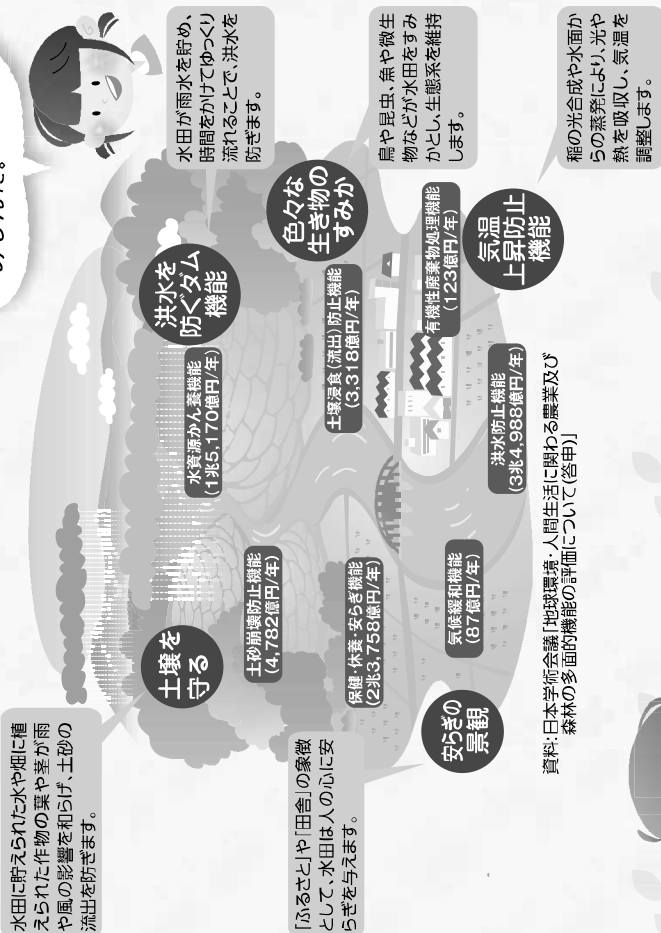 水田に貯えられた水や畑に植
えられた作物の葉や茎が雨
や風の影響を和らげ、土砂の
流出を防ぎます。
土壌を
守る
土砂崩壊防止機能
(4,782億円/年)
水資源かん養機能
(1兆5,170億円/年)
洪水を
防ぐダム
機能
水田が雨水を貯め、
時間をかけてゆっくり
流れることで、洪水を
防ぎます。
色々な
生き物の
すみか
鳥や昆虫、魚や微生
物などが水田をすみ
かとし、生態系を維持
します。
土壌浸食(流出)防止機能
(3,318億円/年)
「ふるさと」や「田舎」の象徴
として、水田は人の心に安
らぎを与えます。
保健・休養・安らぎ機能
(2兆3,758億円/年)
有機性廃棄物処理機能
(123億円/年)
安らぎの
景観
気候緩和機能
(87億円/年)
洪水防止機能
(3兆4,988億円/年)
気温
上昇防止
機能
稲の光合成や水面か
らの蒸発により、光や
熱を吸収し、気温を
調整します。
資料:日本学術会議「地球環境・人間生活に関わる農業及び
森林の多面的機能の評価について(答申)」